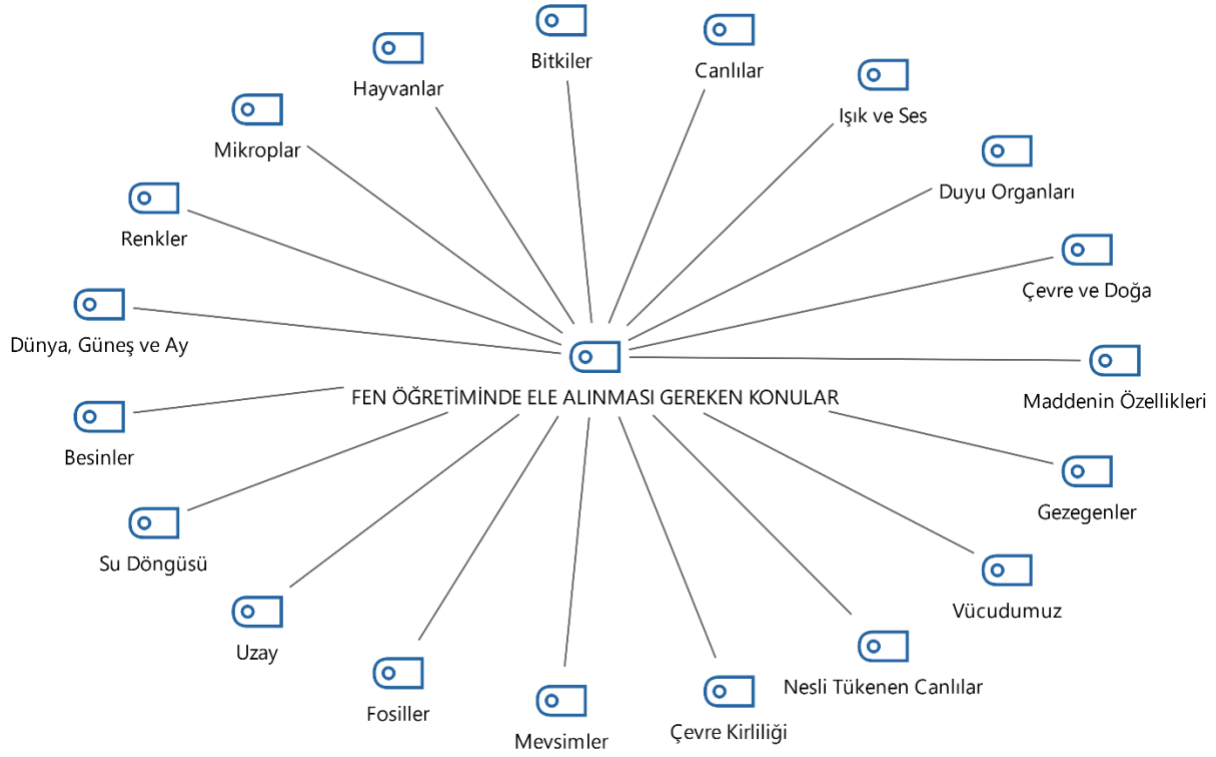 Bitkiler
Canlılar
Hayvanlar
Işık ve Ses
Mikroplar
Duyu Organları
Renkler
Çevre ve Doğa
Dünya, Güneş ve Ay
FEN ÖĞRETİMİNDE ELE ALINMASI GEREKEN KONULAR
Maddenin Özellikleri
Besinler
Gezegenler
Su Döngüsü
Vücudumuz
Uzay
Nesli Tükenen Canlılar
Fosiller
Mevsimler
Çevre Kirliliği